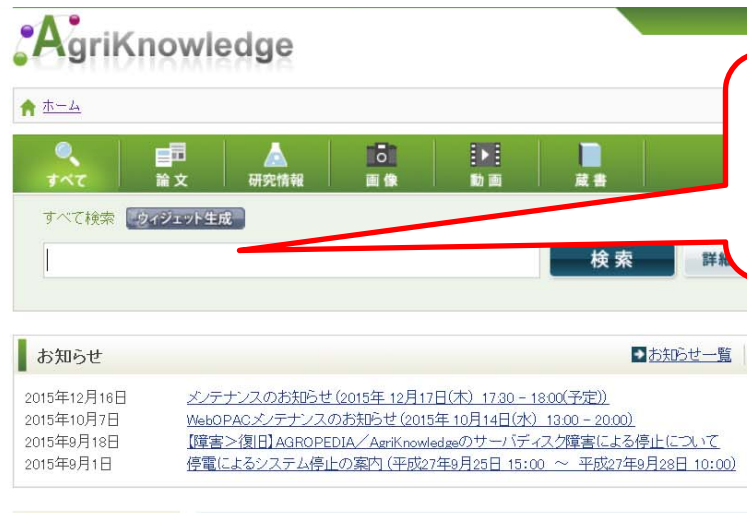 AgriKnowledge
ホーム
すべて 論文 研究情報 画像 動画 蔵書
すべて検索 ウィジェット生成
検索 詳細
お知らせ お知らせ一覧
2015年12月16日 メンテナンスのお知らせ(2015年 12月17日(木) 17:30 - 18:00(予定))
2015年10月7日 WebOPACメンテナンスのお知らせ(2015年 10月14日(水) 13:00 - 20:00)
2015年9月18日 【障害>復旧】AGROPEDIA/AgriKnowledgeのサーバディスク障害による停止について
2015年9月1日 停電によるシステム停止の案内(平成27年9月25日 15:00 ~ 平成27年9月28日 10:00)